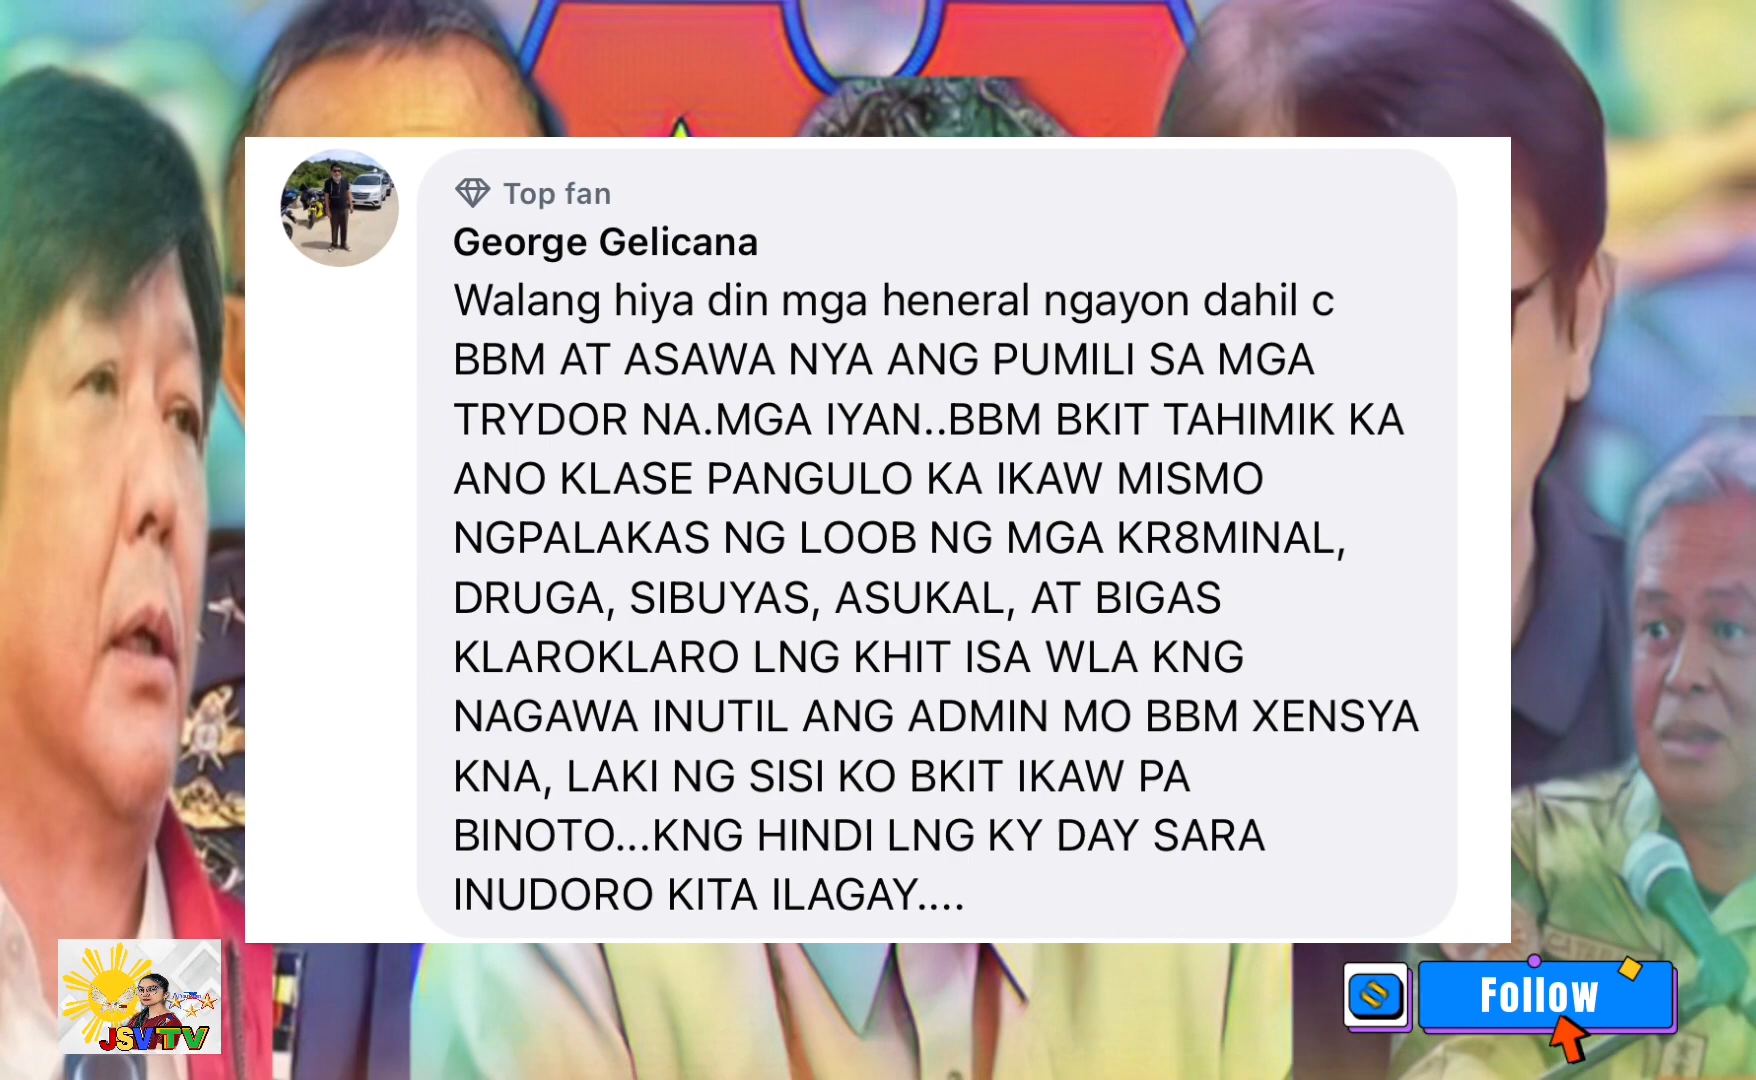 Top fan
George Gelicana
Walang hiya din mga heneral ngayon dahil c
BBM AT ASAWA NYA ANG PUMILI SA MGA
TRYDOR NA.MGA IYAN..BBM BKIT TAHIMIK KA
ANO KLASE PANGULO KA IKAW MISMO
NGPALAKAS NG LOOB NG MGA KR8MINAL,
DRUGA, SIBUYAS, ASUKAL, AT BIGAS
KLAROKLARO LNG KHIT ISA WLA KNG
NAGAWA INUTIL ANG ADMIN MO BBM XENSYA
KNA, LAKI NG SISI KO BKIT IKAW PA
BINOTO...KNG HINDI LNG KY DAY SARA
INUDORO KITA ILAGAY....
JSV TV
Follow